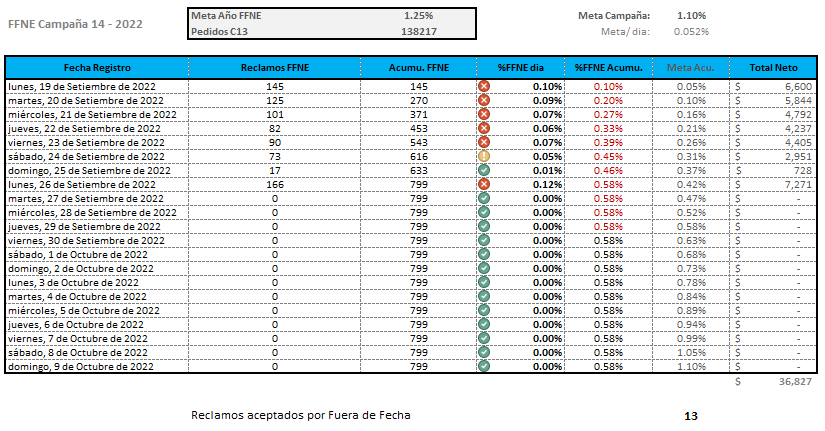 FFNE Campaña 14 - 2022
Meta Año FFNE 1.25% Meta Campaña: 1.10%
Pedidos C13 138217 Meta/ dia: 0.052%
Fecha Registro Reclamos FFNE Acumu. FFNE %FFNE dia %FFNE Acumu. Meta Acu. Total Neto
lunes, 19 de Setiembre de 2022 145 145 0.10% 0.10% 0.05% $ 6,600
martes, 20 de Setiembre de 2022 125 270 0.09% 0.20% 0.10% $ 5,844
miércoles, 21 de Setiembre de 2022 101 371 0.07% 0.27% 0.16% $ 4,792
jueves, 22 de Setiembre de 2022 82 453 0.06% 0.33% 0.21% $ 4,237
viernes, 23 de Setiembre de 2022 90 543 0.07% 0.39% 0.26% $ 4,405
sábado, 24 de Setiembre de 2022 73 616 0.05% 0.45% 0.31% $ 2,951
domingo, 25 de Setiembre de 2022 17 633 0.01% 0.46% 0.37% $ 728
lunes, 26 de Setiembre de 2022 166 799 0.12% 0.58% 0.42% $ 7,271
martes, 27 de Setiembre de 2022 0 799 0.00% 0.58% 0.47% $ -
miércoles, 28 de Setiembre de 2022 0 799 0.00% 0.58% 0.52% $ -
jueves, 29 de Setiembre de 2022 0 799 0.00% 0.58% 0.58% $ -
viernes, 30 de Setiembre de 2022 0 799 0.00% 0.58% 0.63% $ -
sábado, 1 de Octubre de 2022 0 799 0.00% 0.58% 0.68% $ -
domingo, 2 de Octubre de 2022 0 799 0.00% 0.58% 0.73% $ -
lunes, 3 de Octubre de 2022 0 799 0.00% 0.58% 0.78% $ -
martes, 4 de Octubre de 2022 0 799 0.00% 0.58% 0.84% $ -
miércoles, 5 de Octubre de 2022 0 799 0.00% 0.58% 0.89% $ -
jueves, 6 de Octubre de 2022 0 799 0.00% 0.58% 0.94% $ -
viernes, 7 de Octubre de 2022 0 799 0.00% 0.58% 0.99% $ -
sábado, 8 de Octubre de 2022 0 799 0.00% 0.58% 1.05% $ -
domingo, 9 de Octubre de 2022 0 799 0.00% 0.58% 1.10% $ -
$ 36,827
Reclamos aceptados por Fuera de Fecha 13